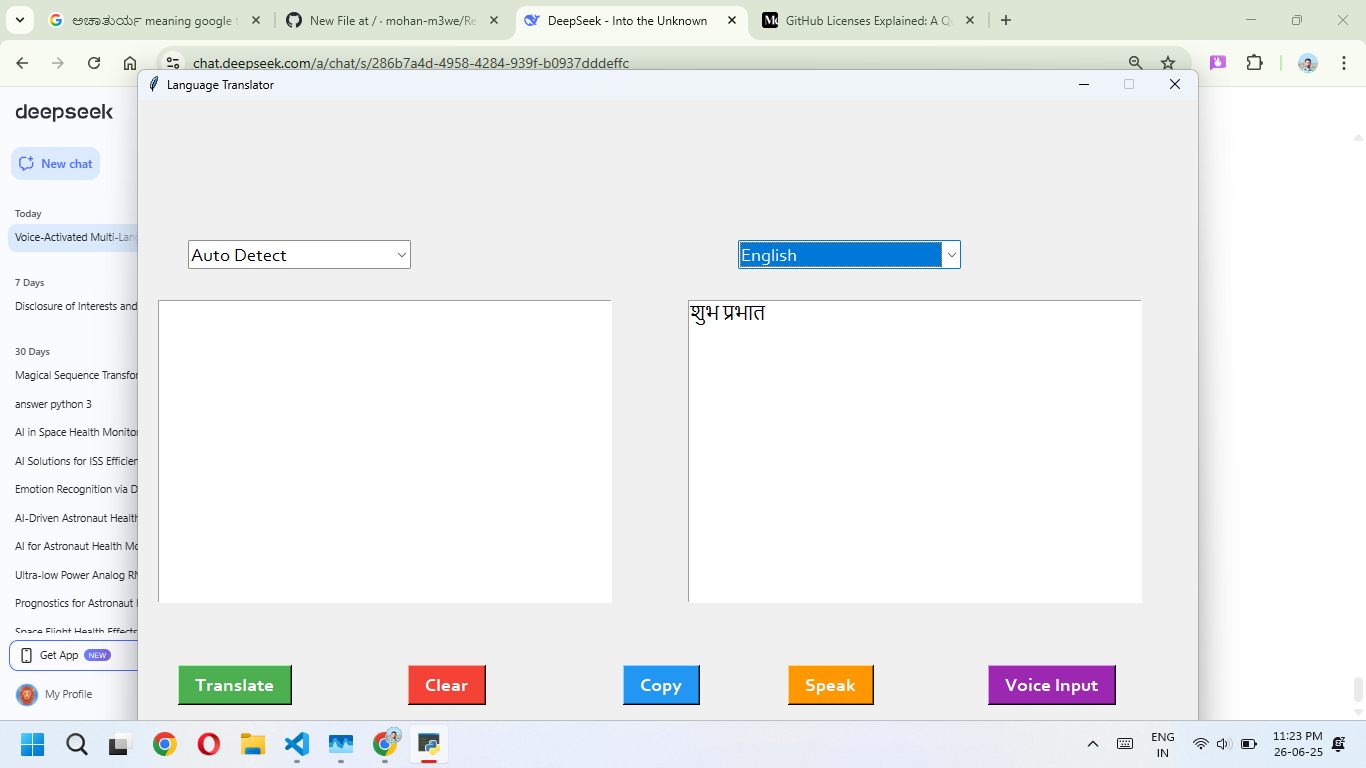 ಅಚಾತುರ್ಯ meaning google t
New File at / · mohan-m3we/Re
DeepSeek - Into the Unknown
GitHub Licenses Explained: A Q
chat.deepseek.com/a/chat/s/286b7a4d-4958-4284-939f-b0937dddeffc
Language Translator
deepseek
New chat
Today
Voice-Activated Multi-Lan
7 Days
Disclosure of Interests and
30 Days
Magical Sequence Transfor
answer python 3
AI in Space Health Monitor
AI Solutions for ISS Efficien
Emotion Recognition via D
AI-Driven Astronaut Health
AI for Astronaut Health Mo
Ultra-low Power Analog RN
Prognostics for Astronaut H
Space Flight Health Effects
Get App NEW
My Profile
Auto Detect
English
शुभ प्रभात
Translate
Clear
Copy
Speak
Voice Input
ENG
IN
11:23 PM
26-06-25